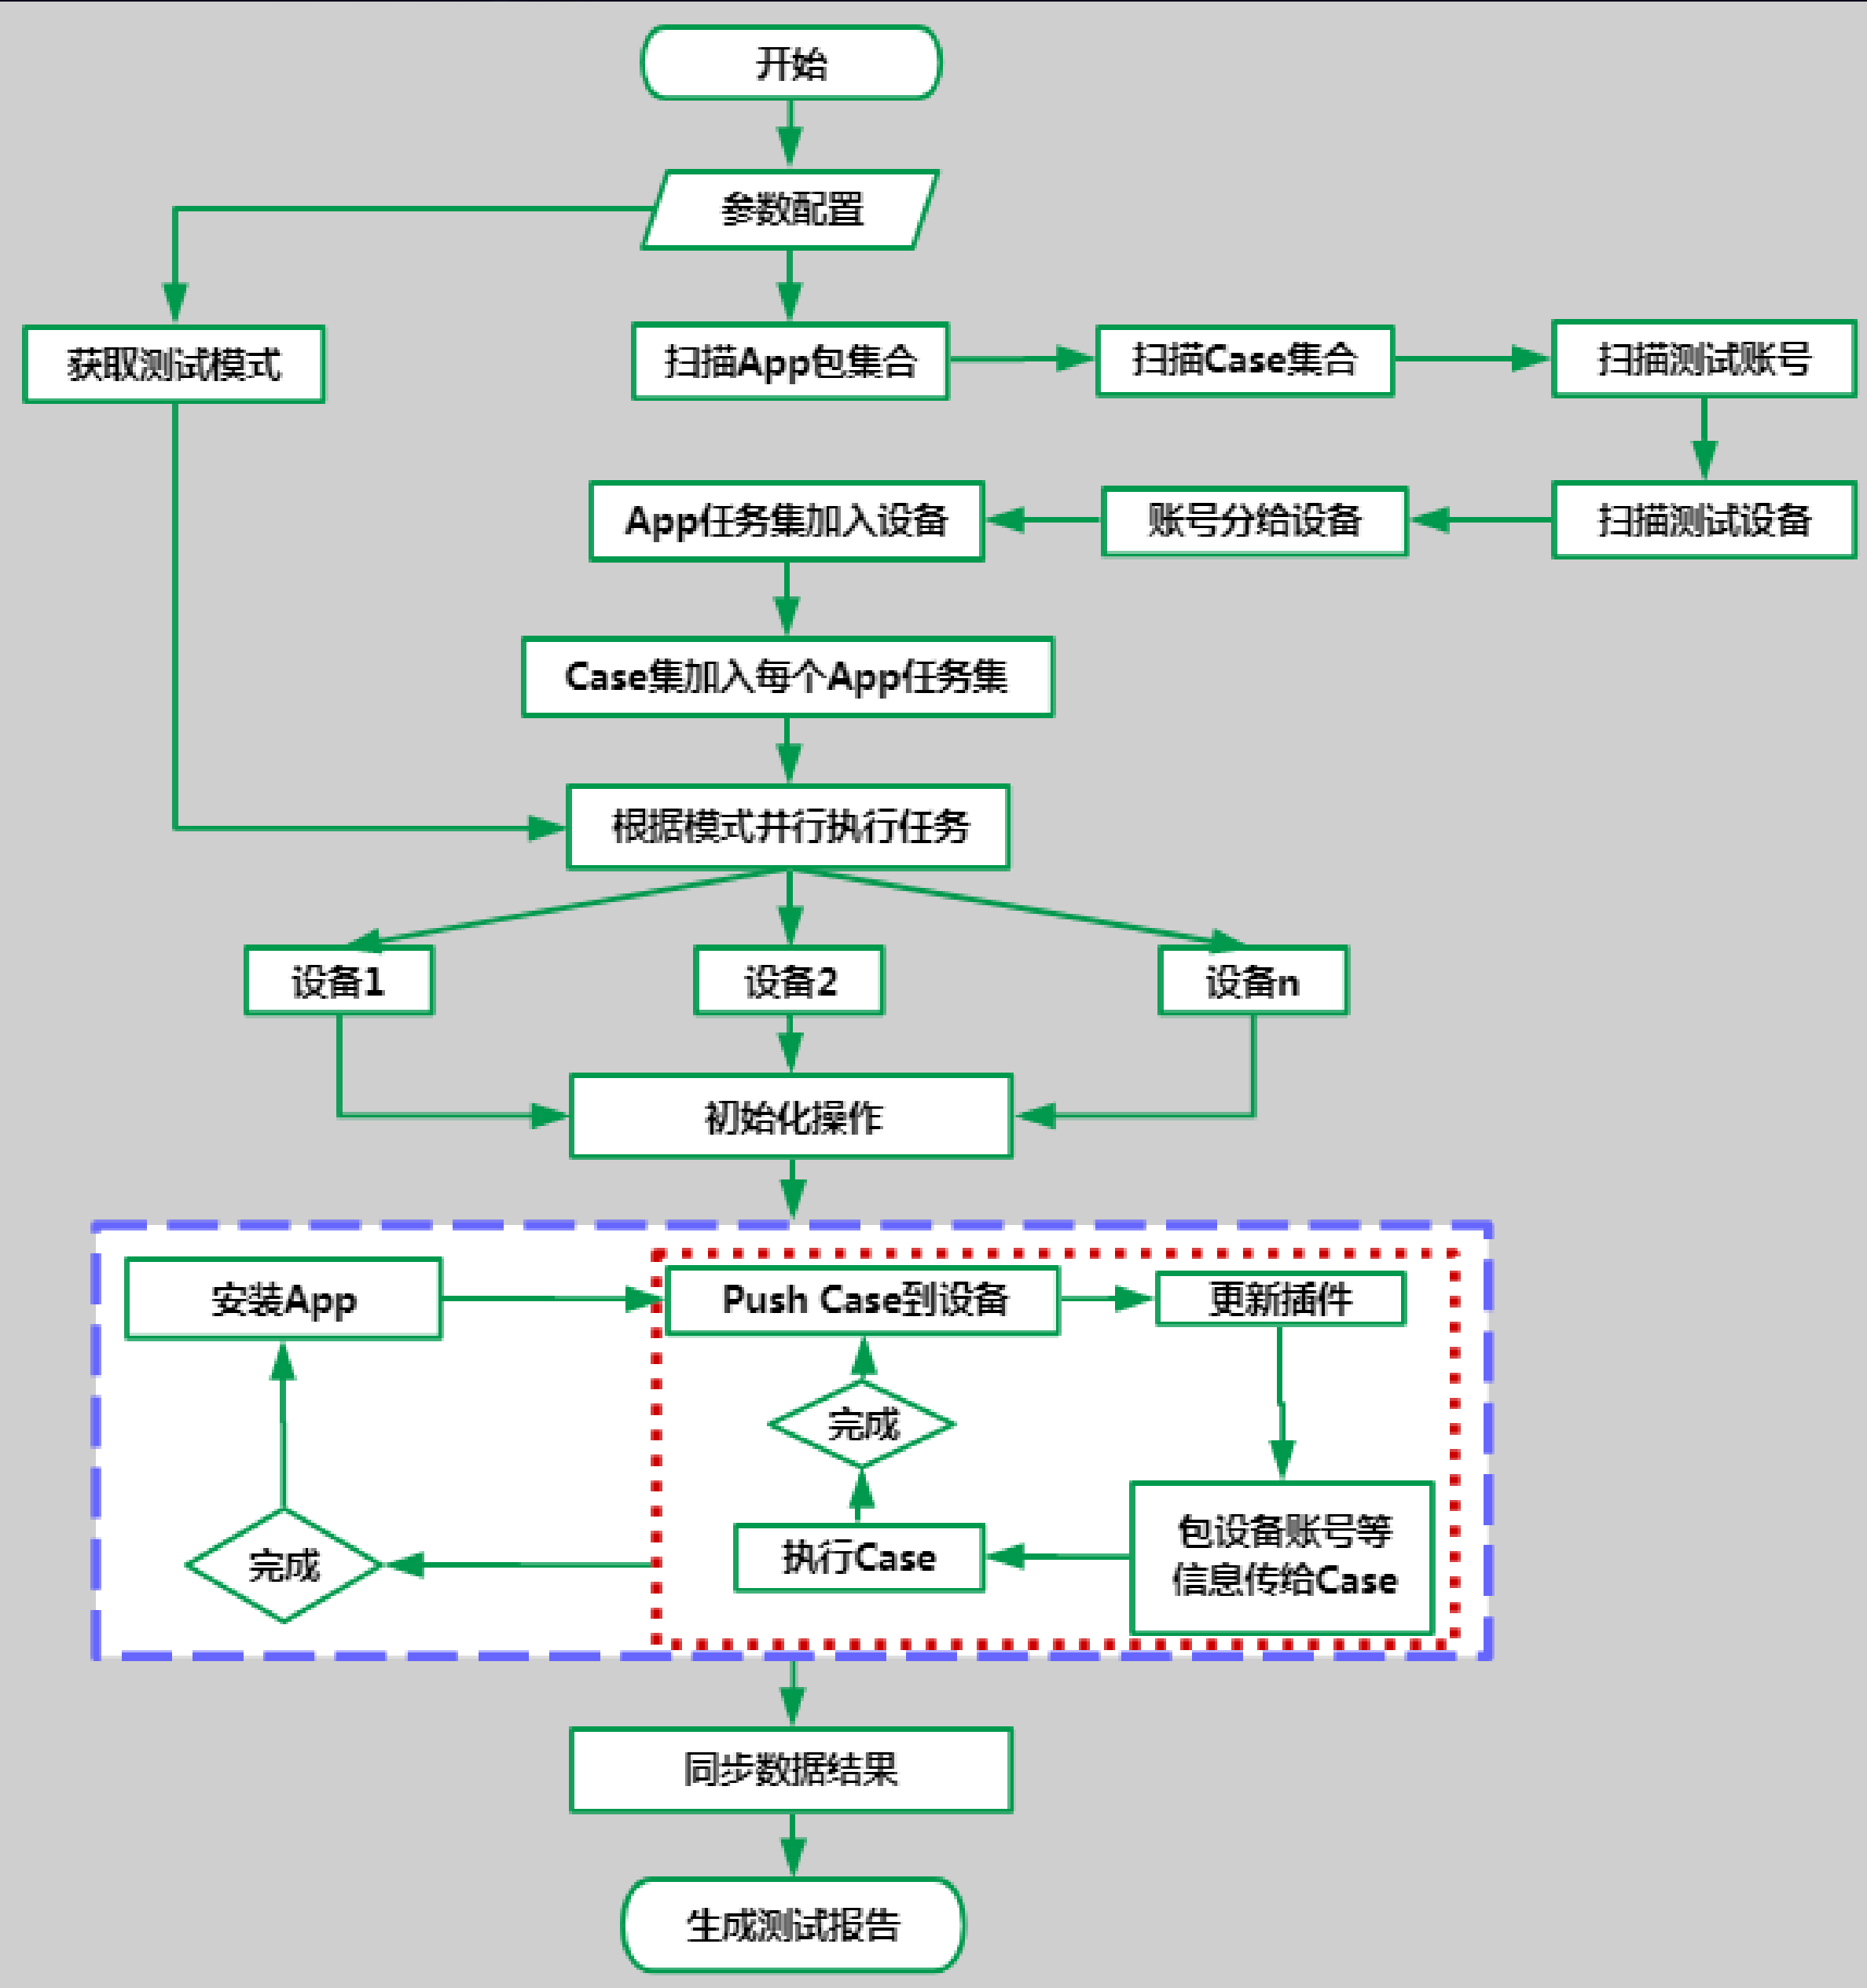 开始
参数配置
获取测试模式
扫描App包集合
扫描Case集合
扫描测试账号
App任务集加入设备
账号分给设备
扫描测试设备
Case集加入每个App任务集
根据模式并行执行任务
设备1
设备2
设备n
初始化操作
安装App
Push Case到设备
更新插件
完成
完成
执行Case
包设备账号等
信息传给Case
同步数据结果
生成测试报告